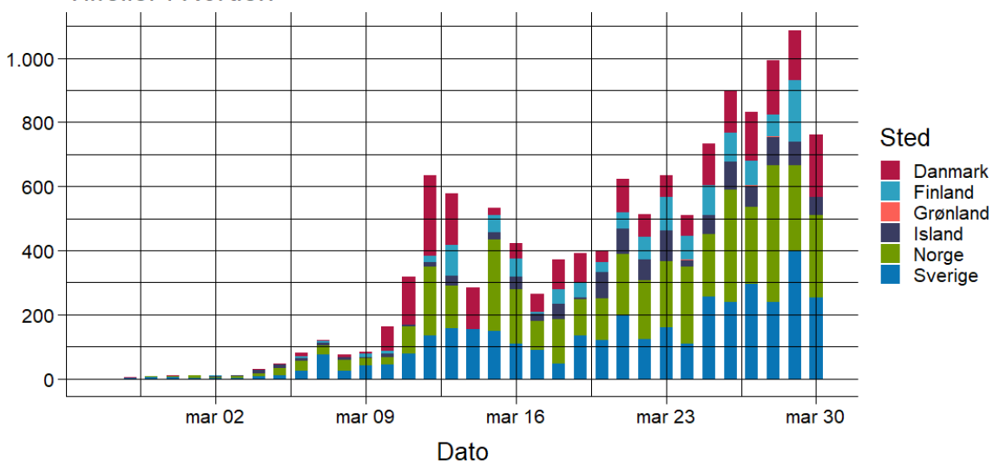 1.000
800
600
400
200
0
mar 02
mar 09
mar 16
mar 23
mar 30
Dato
Sted
Danmark
Finland
Grønland
Island
Norge
Sverige